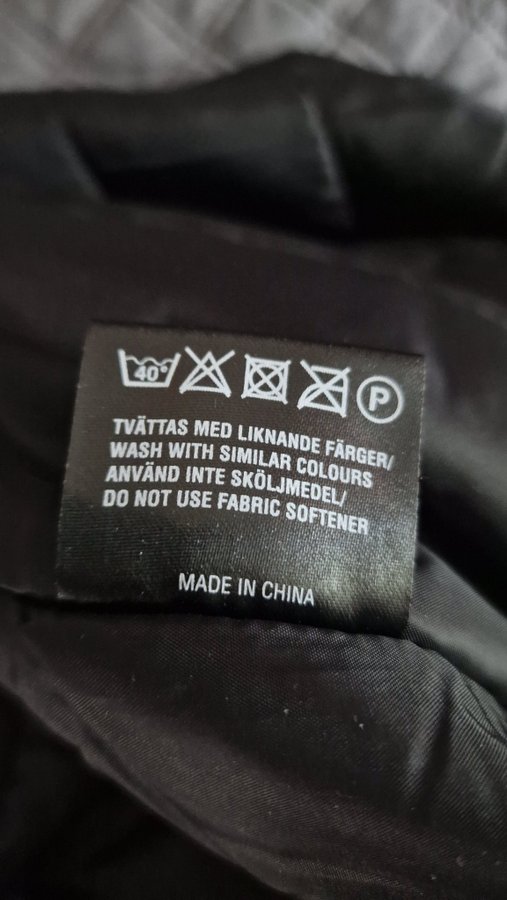 40° P
TVÄTTAS MED LIKNANDE FÄRGER/
WASH WITH SIMILAR COLOURS
ANVÄND INTE SKÖLJMEDEL/
DO NOT USE FABRIC SOFTENER
MADE IN CHINA